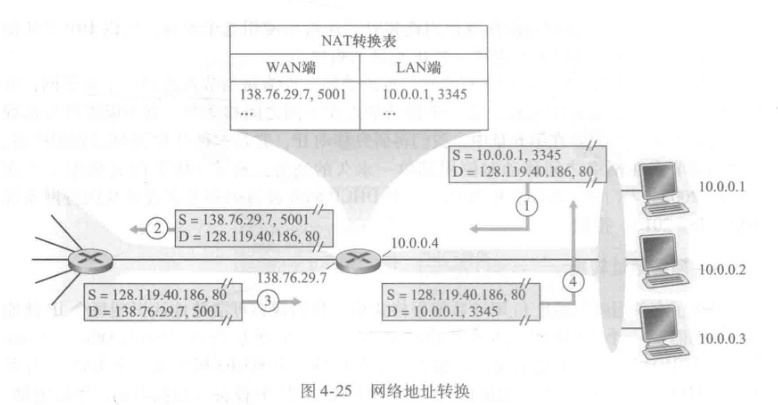 NAT转换表
WAN端 LAN端
138.76.29.7, 5001 10.0.0.1, 3345
… …
S = 10.0.0.1, 3345
D = 128.119.40.186, 80
10.0.0.1
1
2
S = 138.76.29.7, 5001
D = 128.119.40.186, 80
10.0.0.4
10.0.0.2
138.76.29.7
4
S = 128.119.40.186, 80
D = 138.76.29.7, 5001
3
S = 128.119.40.186, 80
D = 10.0.0.1, 3345
10.0.0.3
图 4-25 网络地址转换